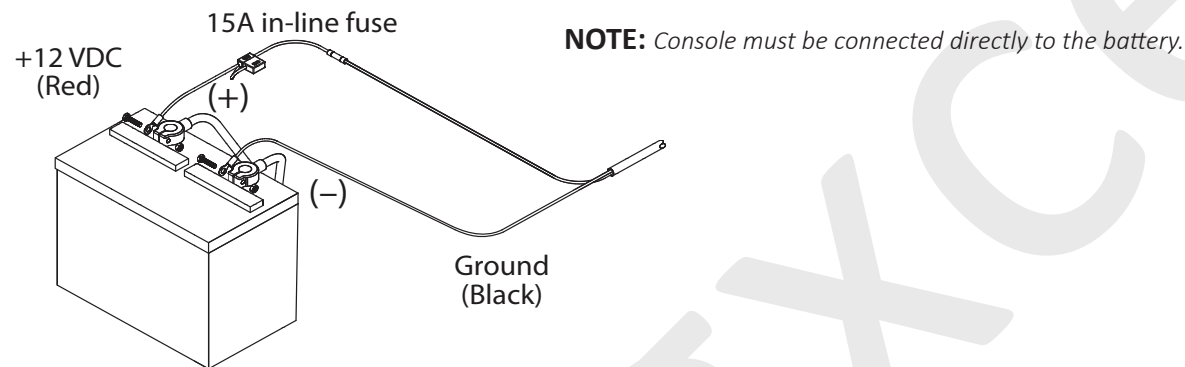 15A in-line fuse
NOTE: Console must be connected directly to the battery.
+12 VDC
(Red)
(+)
(–)
Ground
(Black)